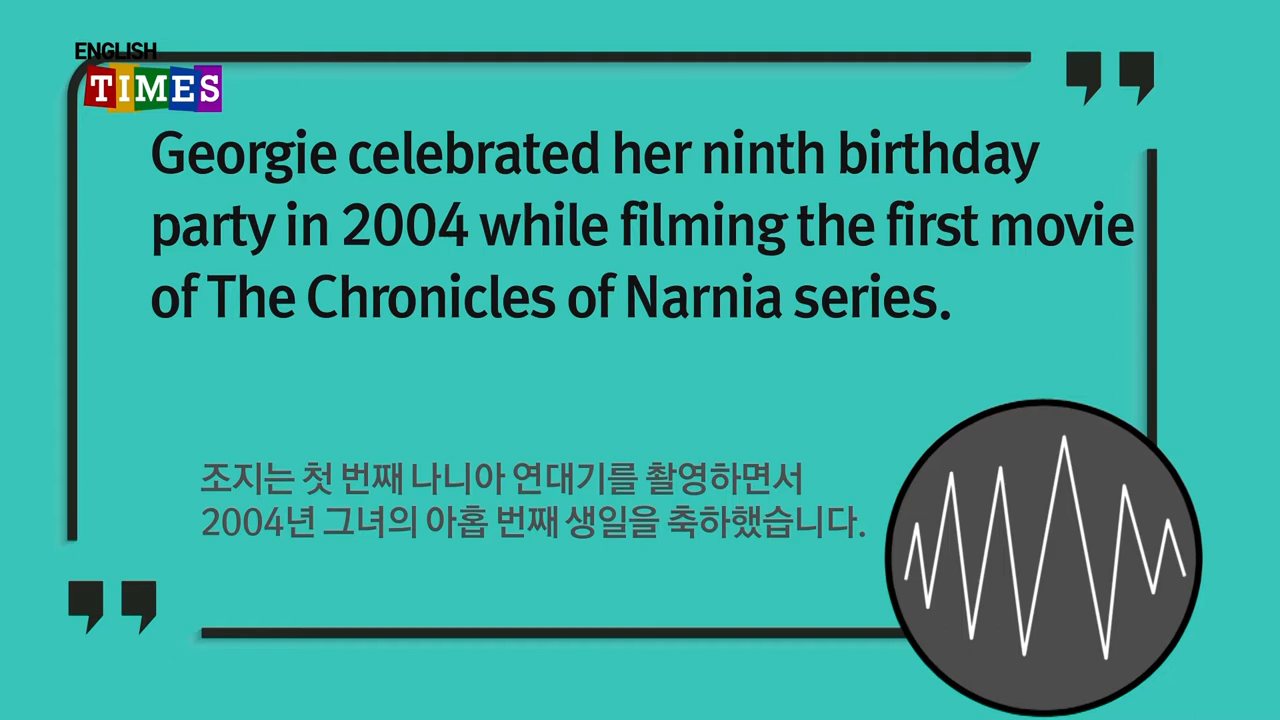 ENGLISH
TIMES
Georgie celebrated her ninth birthday
party in 2004 while filming the first movie
of The Chronicles of Narnia series.
조지는 첫 번째 나니아 연대기를 촬영하면서
2004년 그녀의 아홉 번째 생일을 축하했습니다.